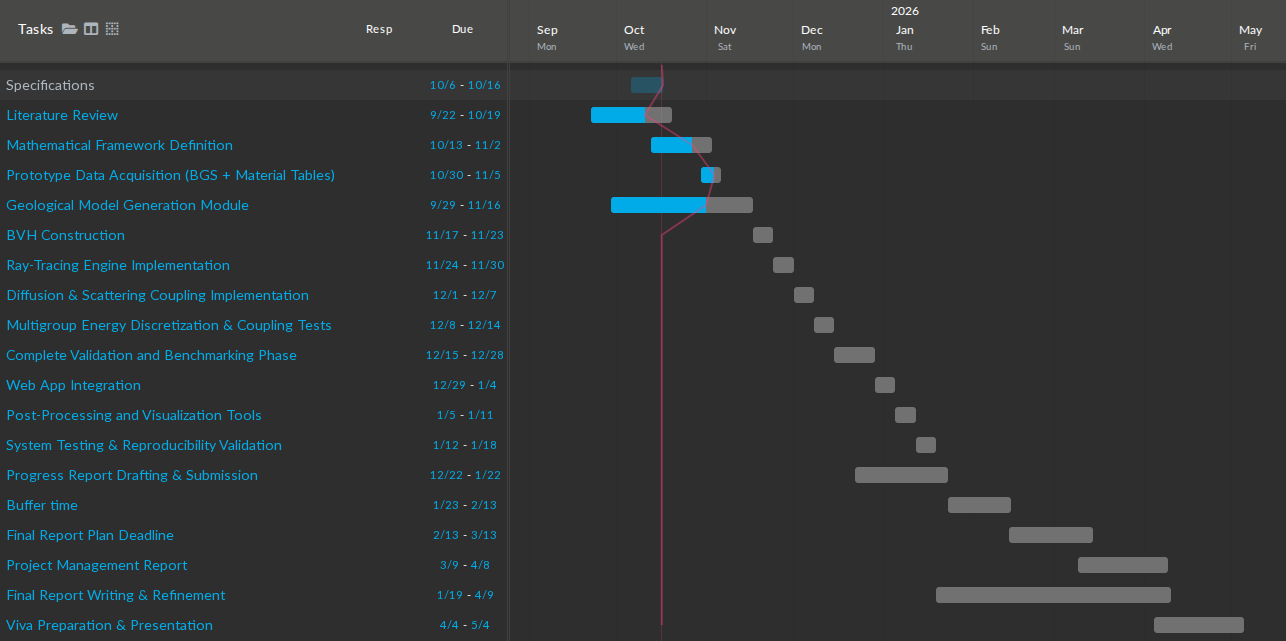 2026
Tasks Resp Due Sep Oct Nov Dec Jan Feb Mar Apr May
Mon Wed Sat Mon Thu Sun Sun Wed Fri
Specifications 10/6 - 10/16
Literature Review 9/22 - 10/19
Mathematical Framework Definition 10/13 - 11/2
Prototype Data Acquisition (BGS + Material Tables) 10/30 - 11/5
Geological Model Generation Module 9/29 - 11/16
BVH Construction 11/17 - 11/23
Ray-Tracing Engine Implementation 11/24 - 11/30
Diffusion & Scattering Coupling Implementation 12/1 - 12/7
Multigroup Energy Discretization & Coupling Tests 12/8 - 12/14
Complete Validation and Benchmarking Phase 12/15 - 12/28
Web App Integration 12/29 - 1/4
Post-Processing and Visualization Tools 1/5 - 1/11
System Testing & Reproducibility Validation 1/12 - 1/18
Progress Report Drafting & Submission 12/22 - 1/22
Buffer time 1/23 - 2/13
Final Report Plan Deadline 2/13 - 3/13
Project Management Report 3/9 - 4/8
Final Report Writing & Refinement 1/19 - 4/9
Viva Preparation & Presentation 4/4 - 5/4